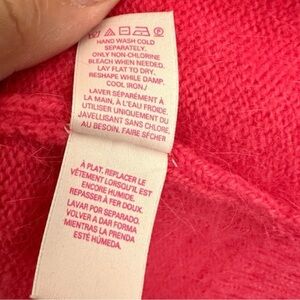 HAND WASH COLD
SEPARATELY.
ONLY NON-CHLORINE
BLEACH WHEN NEEDED.
LAY FLAT TO DRY.
RESHAPE WHILE DAMP.
COOL IRON./
LAVER SÉPARÉMENT À
LA MAIN, À L'EAU FROIDE
UTILISER UNIQUEMENT DU
JAVELLISANT SANS CHLORE,
AU BESOIN. FAIRE SÉCHER
À PLAT. REPLACER LE
VÊTEMENT LORSQU'IL EST
ENCORE HUMIDE.
REPASSER À FER DOUX.
LAVAR POR SEPARADO.
VOLVER A DAR FORMA
MIENTRAS LA PRENDA
ESTÉ HÚMEDA.